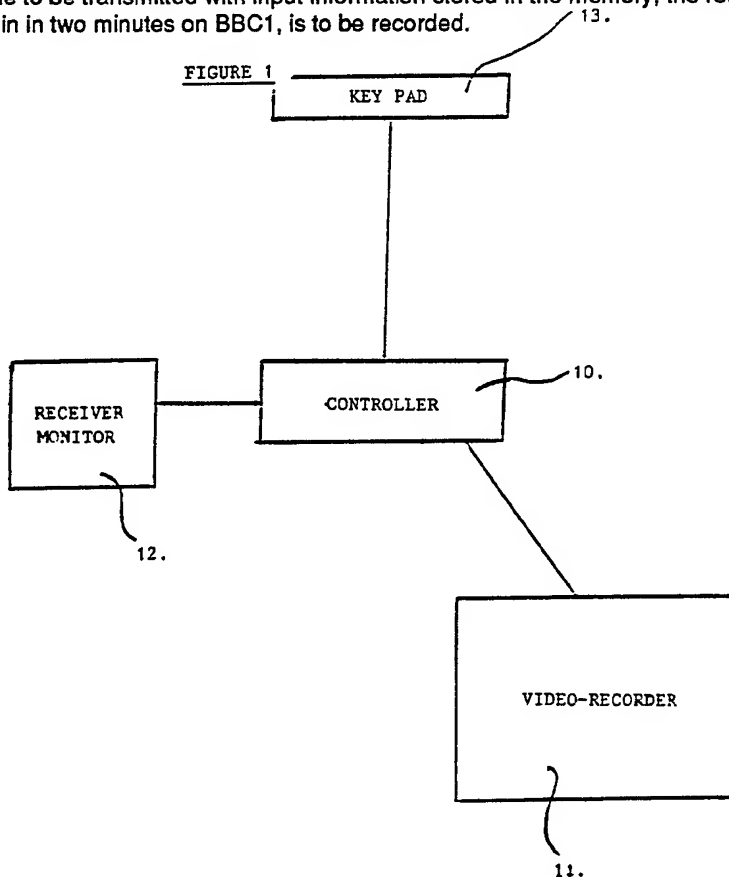 to be transmitted with input information stored in the memory, the
in in two minutes on BBC1, is to be recorded.
13.
FIGURE 1
KEY PAD
10.
CONTROLLER
RECEIVER
MONITOR
12.
VIDEO-RECORDER
11.